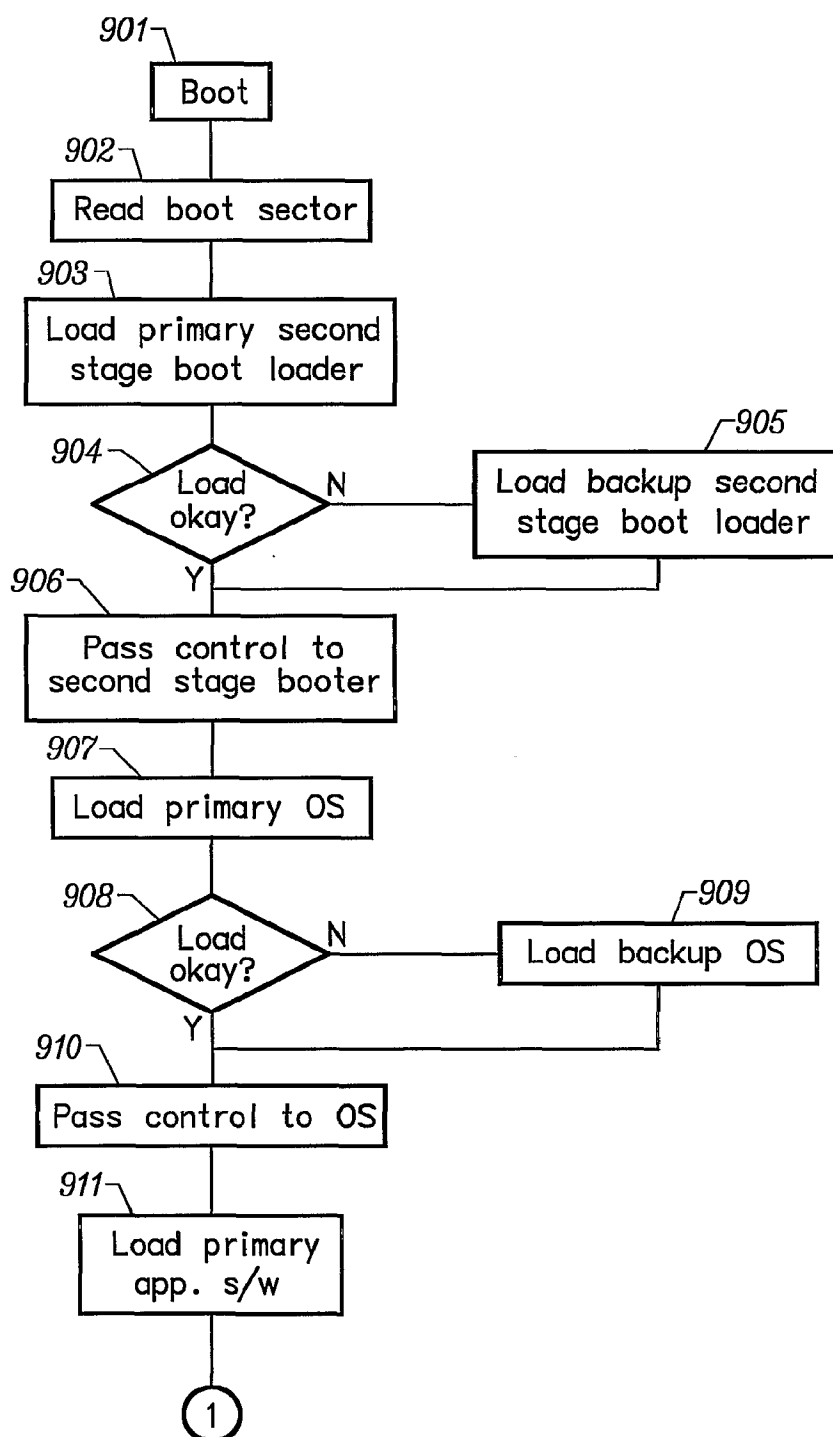 901
Boot
902
Read boot sector
903
Load primary second
stage boot loader
904
Load
okay?
N
Y
905
Load backup second
stage boot loader
906
Pass control to
second stage booter
907
Load primary OS
908
Load
okay?
N
Y
909
Load backup OS
910
Pass control to OS
911
Load primary
app. s/w
1